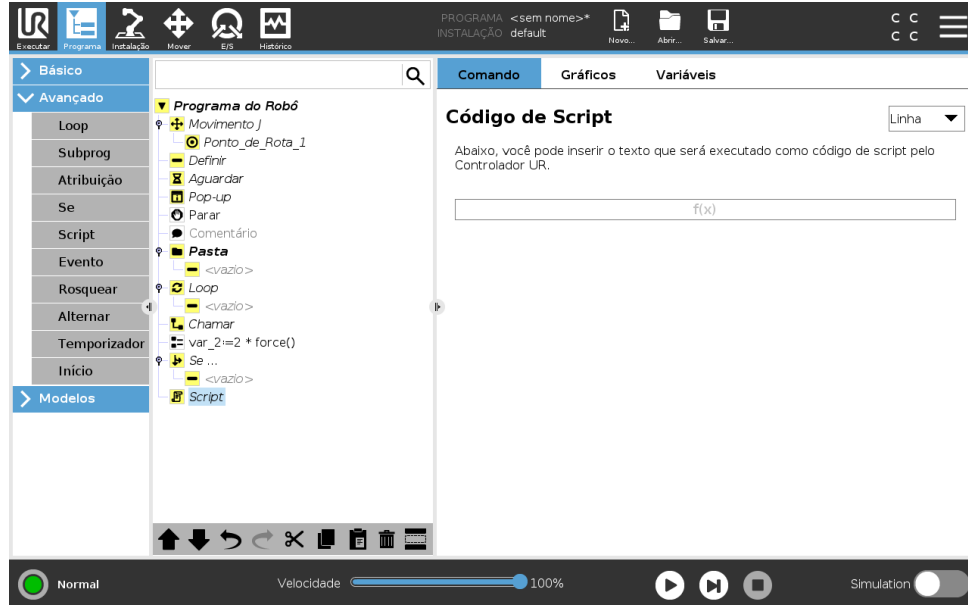 UR
Executar
Programa
Instalação
Mover
E/S
Histórico
PROGRAMA <sem nome>*
INSTALAÇÃO default
Novo...
Abrir...
Salvar...
C C
C C
Básico
Avançado
Loop
Subprog
Atribuição
Se
Script
Evento
Rosquear
Alternar
Temporizador
Início
Modelos
Programa do Robô
Movimento J
Ponto_de_Rota_1
Definir
Aguardar
Pop-up
Parar
Comentário
Pasta
<vazio>
Loop
<vazio>
Chamar
var_2:=2 * force()
Se ...
<vazio>
Script
Comando Gráficos Variáveis
Código de Script
Linha
Abaixo, você pode inserir o texto que será executado como código de script pelo
Controlador UR.
f(x)
Normal
Velocidade
100%
Simulation